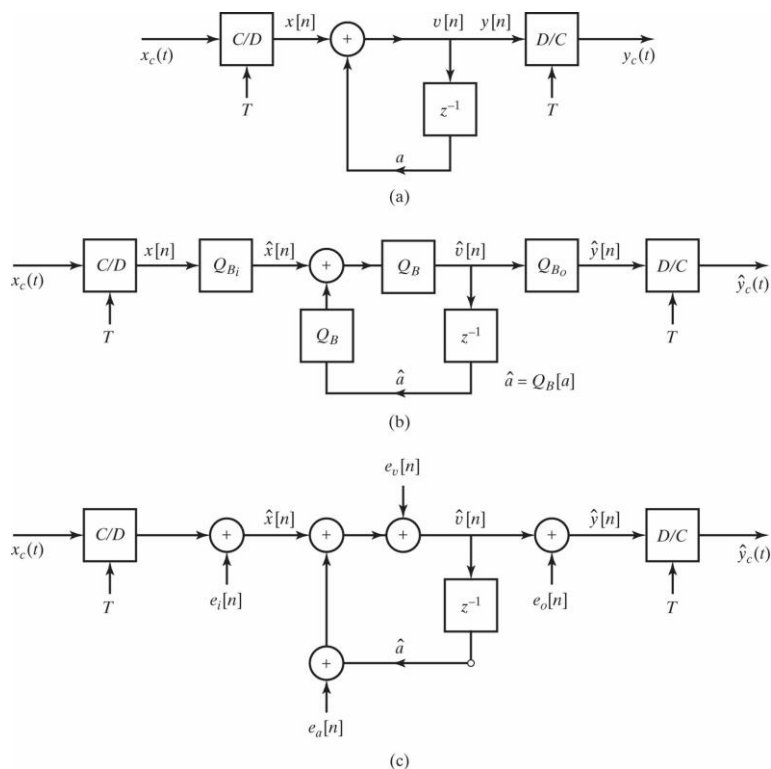 x[n] v[n] y[n]
C/D + D/C
x_c(t) y_c(t)
T z⁻¹ T
a
(a)
x[n] x̂[n] v̂[n] ŷ[n]
C/D Q_{B_i} + Q_B Q_{B_o} D/C
x_c(t) ŷ_c(t)
T Q_B z⁻¹ T
â â = Q_B[a]
(b)
e_v[n]
x̂[n] v̂[n] ŷ[n]
C/D + + + + D/C
x_c(t) ŷ_c(t)
T e_i[n] z⁻¹ e_o[n] T
â
+
e_a[n]
(c)